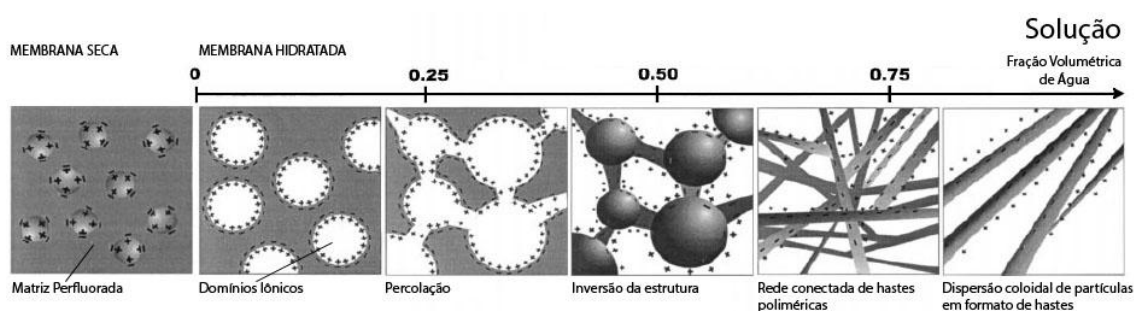 Solução
MEMBRANA SECA
MEMBRANA HIDRATADA
Fração Volumétrica
de Água
0
0.25
0.50
0.75
Matriz Perfluorada
Domínios Iônicos
Percolação
Inversão da estrutura
Rede conectada de hastes
poliméricas
Dispersão coloidal de partículas
em formato de hastes